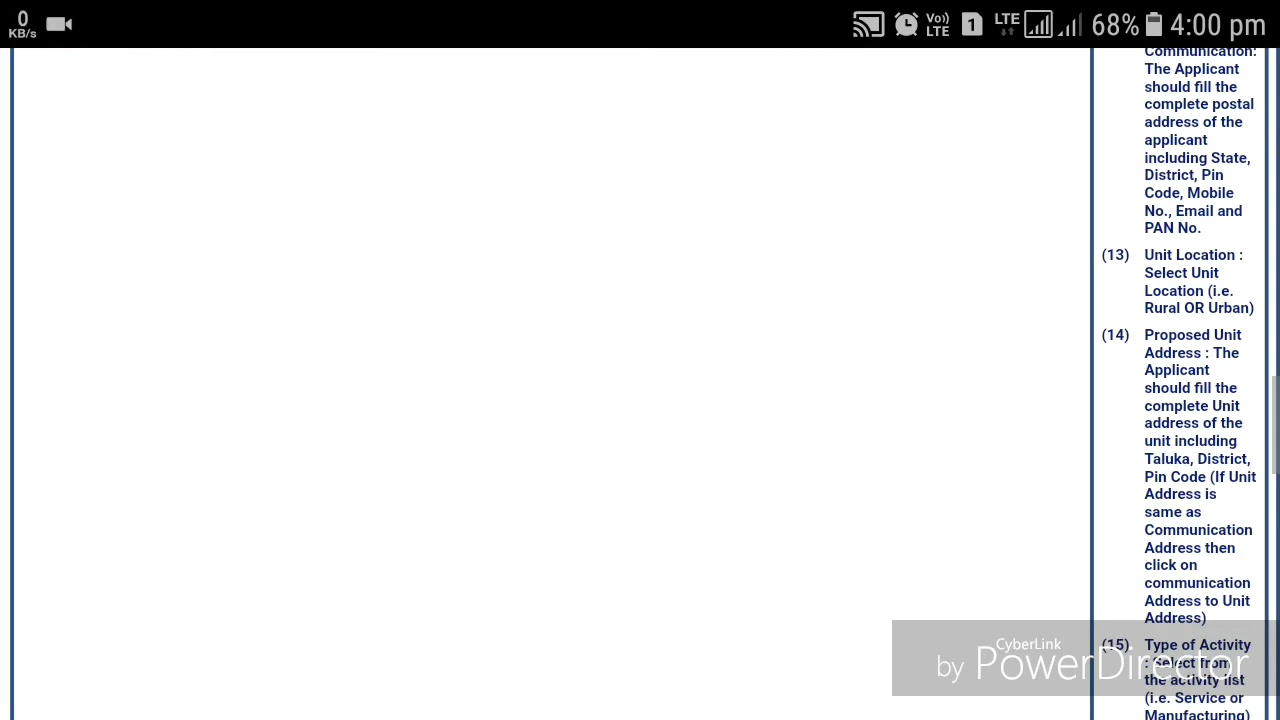 0
KB/s
Vo))
LTE
1
LTE
68%
4:00 pm
Communication:
The Applicant
should fill the
complete postal
address of the
applicant
including State,
District, Pin
Code, Mobile
No., Email and
PAN No.
(13) Unit Location :
Select Unit
Location (i.e.
Rural OR Urban)
(14) Proposed Unit
Address : The
Applicant
should fill the
complete Unit
address of the
unit including
Taluka, District,
Pin Code (If Unit
Address is
same as
Communication
Address then
click on
communication
Address to Unit
Address)
(15) Type of Activity
: Select from
the activity list
(i.e. Service or
Manufacturing)
CyberLink
by PowerDirector